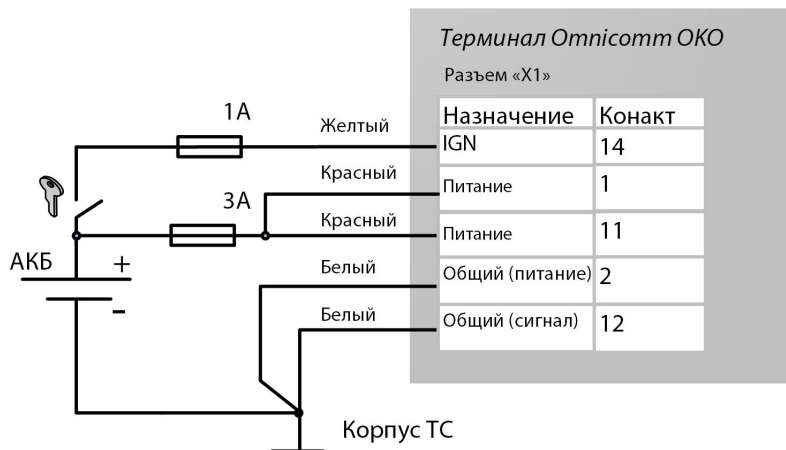 Терминал Omnicomm ОКО
Разъем «X1»
Назначение Конакт
1А Желтый IGN 14
Красный Питание 1
3А Красный Питание 11
АКБ + Белый Общий (питание) 2
- Белый Общий (сигнал) 12
Корпус ТС